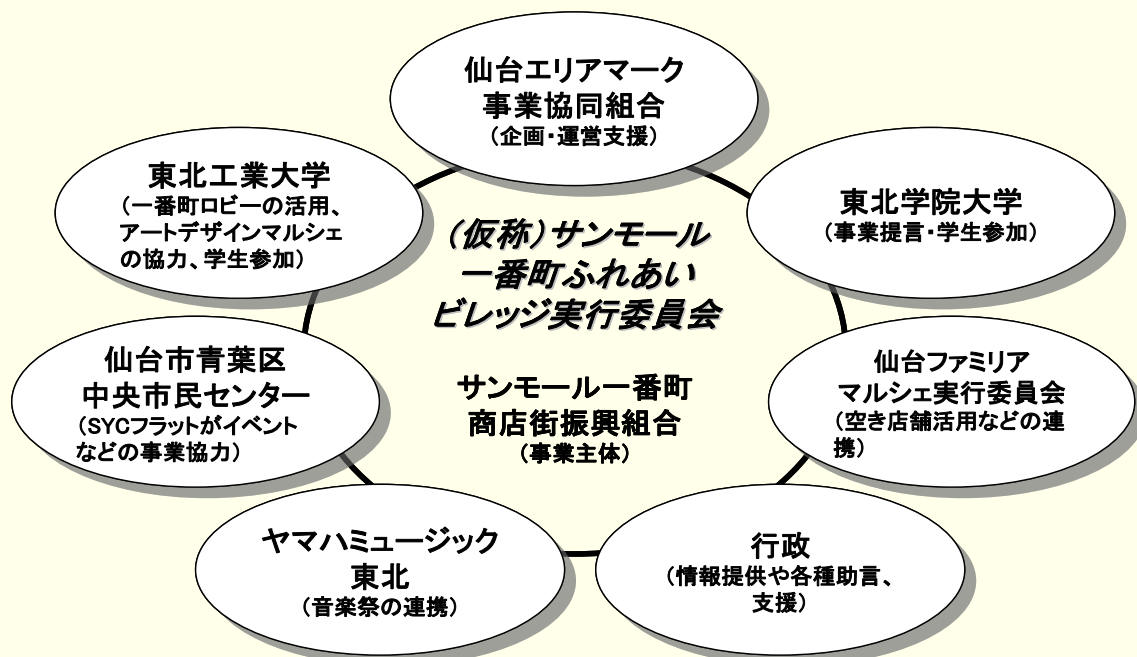 仙台エリアマーク
事業協同組合
(企画・運営支援)
東北工業大学
(一番町ロビーの活用、
アートデザインマルシェ
の協力、学生参加)
東北学院大学
(事業提言・学生参加)
(仮称)サンモール
一番町ふれあい
ビレッジ実行委員会
仙台市青葉区
中央市民センター
(SYCフラットがイベント
などの事業協力)
サンモール一番町
商店街振興組合
(事業主体)
仙台ファミリア
マルシェ実行委員会
(空き店舗活用などの連
携)
ヤマハミュージック
東北
(音楽祭の連携)
行政
(情報提供や各種助言、
支援)